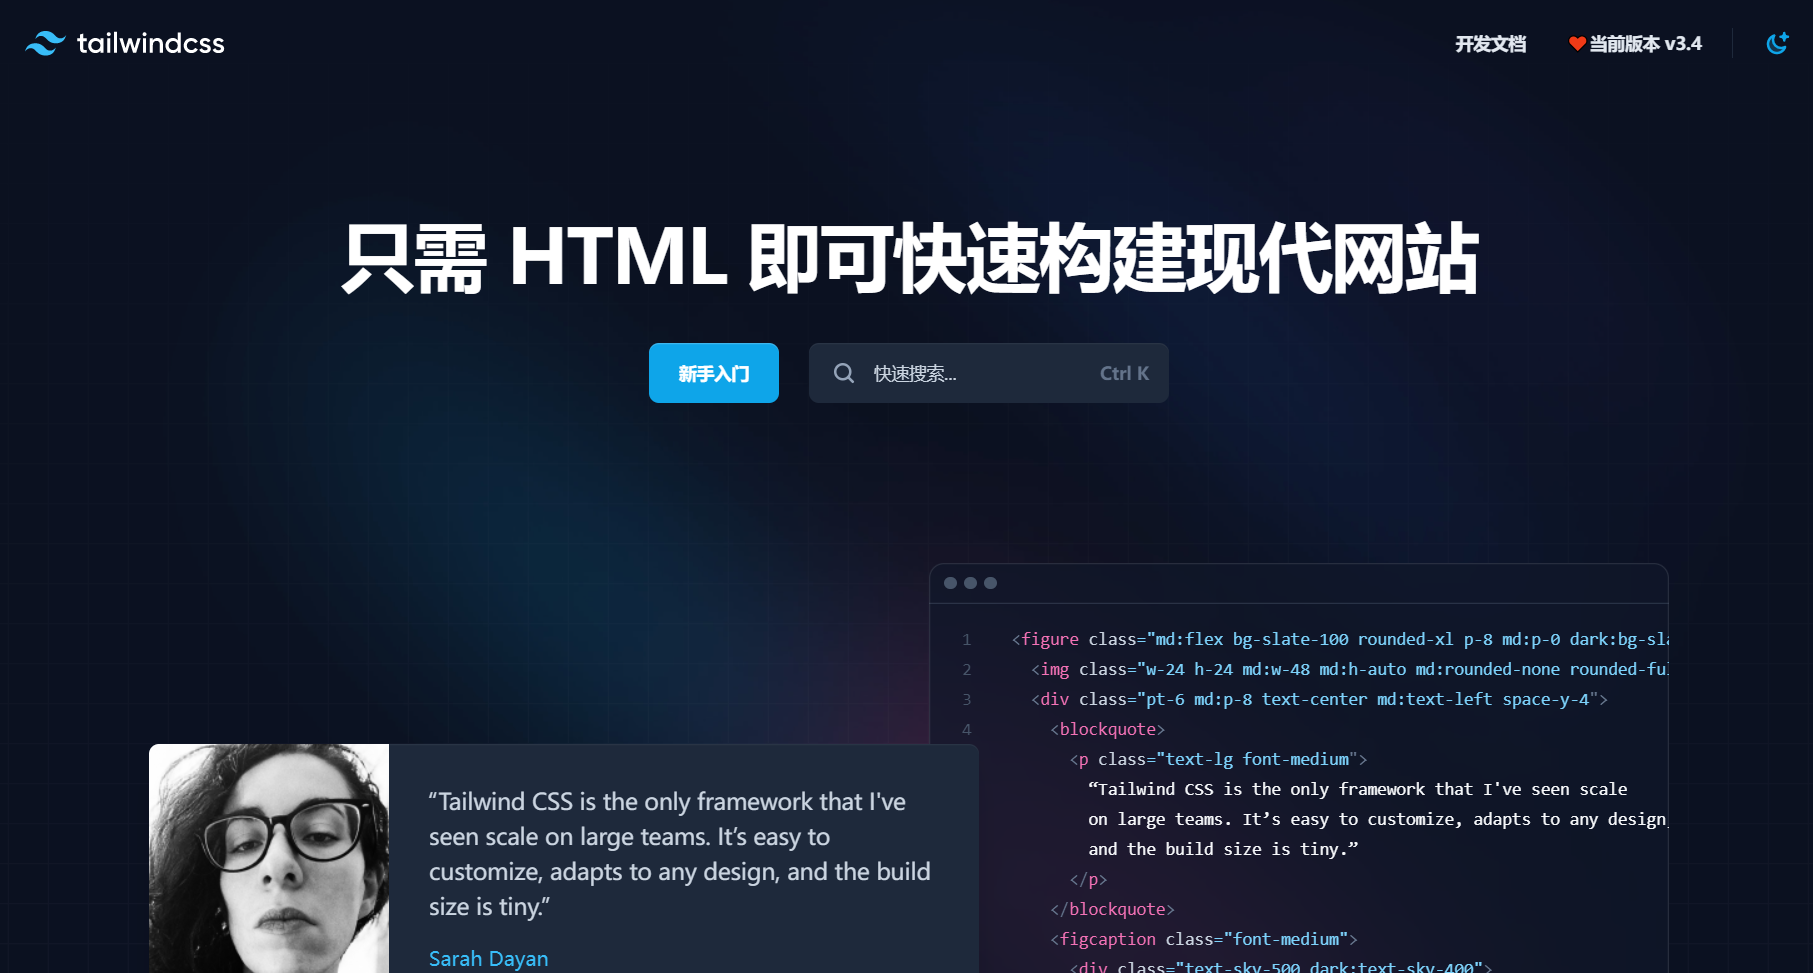 tailwindcss
开发文档
当前版本 v3.4
只需 HTML 即可快速构建现代网站
新手入门
快速搜索...
Ctrl K
1 <figure class="md:flex bg-slate-100 rounded-xl p-8 md:p-0 dark:bg-sla
2 <img class="w-24 h-24 md:w-48 md:h-auto md:rounded-none rounded-ful
3 <div class="pt-6 md:p-8 text-center md:text-left space-y-4">
4 <blockquote>
<p class="text-lg font-medium">
“Tailwind CSS is the only framework that I've seen scale
on large teams. It’s easy to customize, adapts to any design,
and the build size is tiny.”
</p>
</blockquote>
<figcaption class="font-medium">
<div class="text-sky-500 dark:text-sky-400">
“Tailwind CSS is the only framework that I've
seen scale on large teams. It’s easy to
customize, adapts to any design, and the build
size is tiny.”
Sarah Dayan